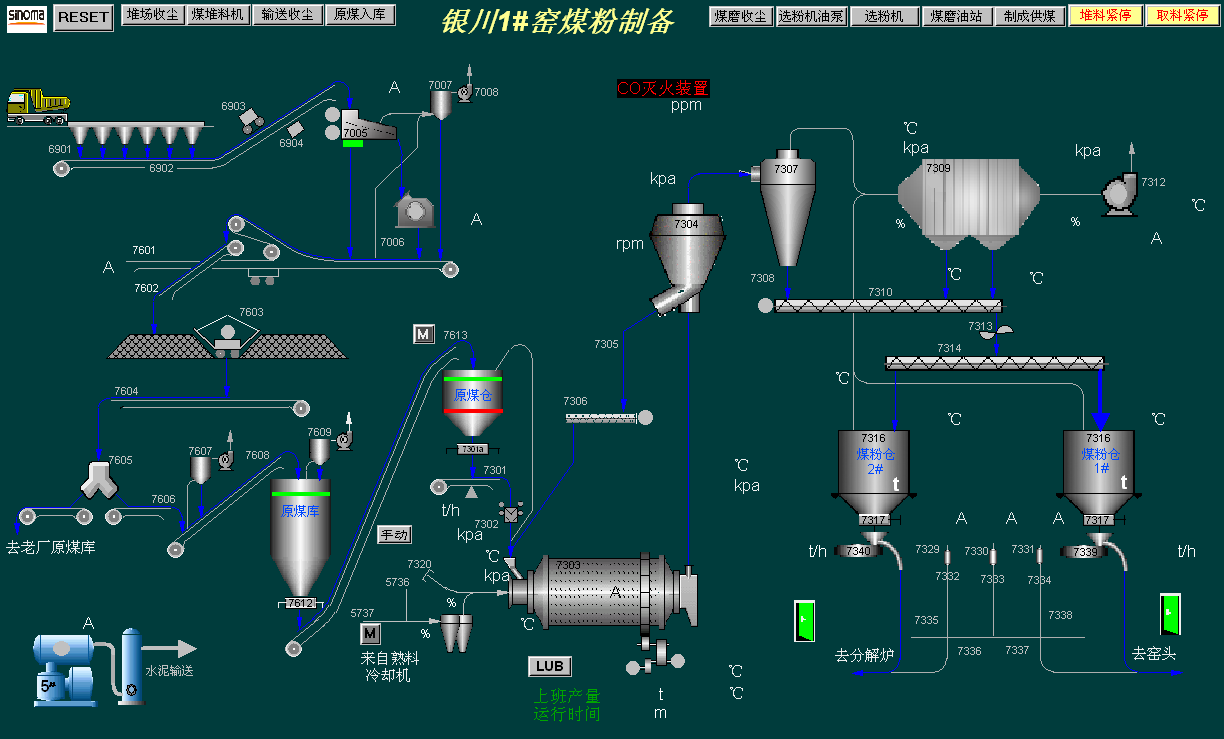 sinoma
RESET
堆场收尘
煤堆料机
输送收尘
原煤入库
银川1#窑煤粉制备
煤磨收尘
选粉机油泵
选粉机
煤磨油站
制成供煤
堆料紧停
取料紧停
CO灭火装置
ppm
6901
6902
6903
6904
7005
A
7007
7008
7006
A
7601
A
7602
7603
7604
7605
7606
7607
7608
7609
去老厂原煤库
原煤库
7612
M
7613
原煤仓
7301a
7301
t/h
7302
kpa
℃
kpa
手动
7320
5736
5737
%
%
M
来自熟料
冷却机
℃
7303
A
LUB
上班产量
运行时间
t
m
℃
℃
7304
rpm
kpa
7305
7306
7307
7308
℃
kpa
7309
%
kpa
%
7312
℃
A
℃
℃
7310
7313
7314
℃
℃
℃
℃
kpa
7316
煤粉仓
2#
t
7317
7316
煤粉仓
1#
t
7317
t/h
7340
A
A
A
7329
7330
7331
7332
7333
7334
7339
t/h
7335
7336
7337
7338
去分解炉
去窑头
A
5#
水泥输送